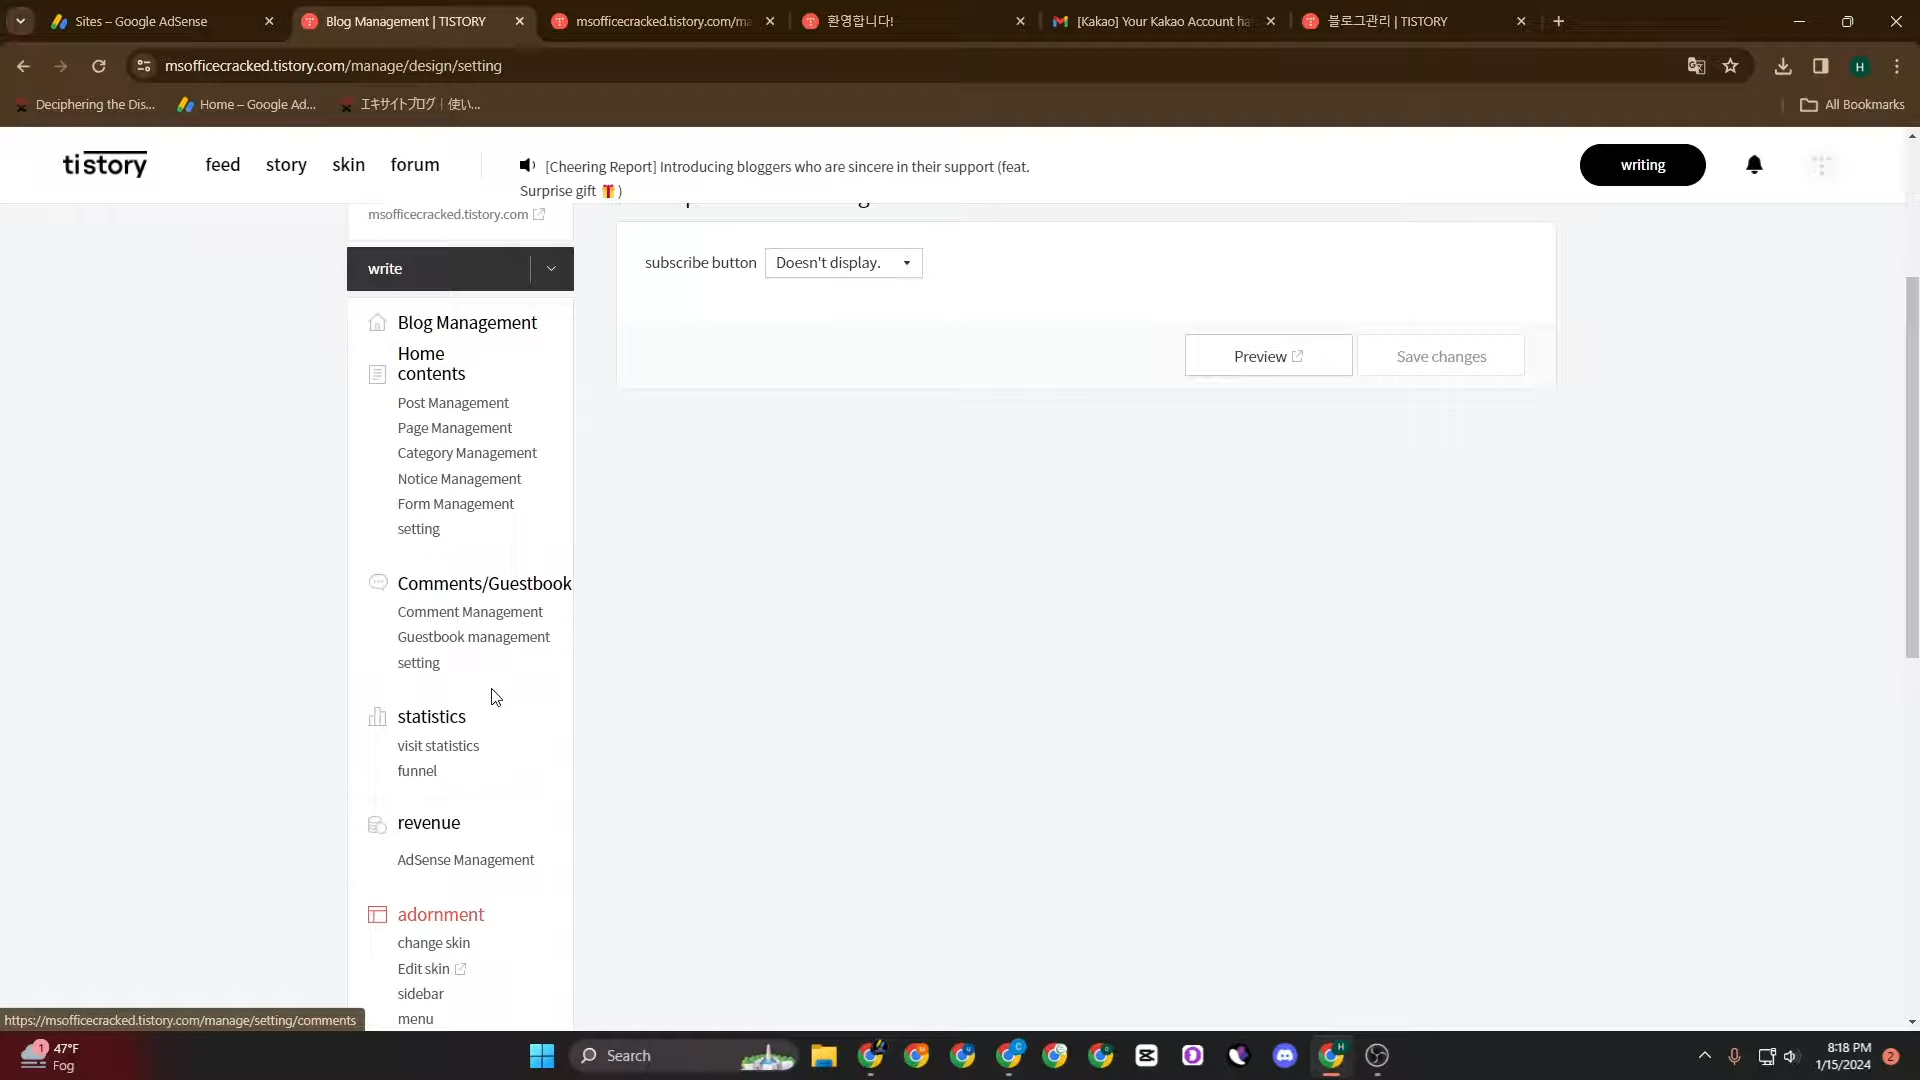 Sites – Google AdSense
Blog Management | TISTORY
msofficecracked.tistory.com/ma
환영합니다!
[Kakao] Your Kakao Account ha
블로그관리 | TISTORY
msofficecracked.tistory.com/manage/design/setting
H
Deciphering the Dis...
Home – Google Ad...
エキサイトブログ | 使い...
All Bookmarks
tistory
feed
story
skin
forum
[Cheering Report] Introducing bloggers who are sincere in their support (feat.
Surprise gift 🎁)
writing
msofficecracked.tistory.com
write
subscribe button
Doesn't display.
Preview
Save changes
Blog Management
Home
contents
Post Management
Page Management
Category Management
Notice Management
Form Management
setting
Comments/Guestbook
Comment Management
Guestbook management
setting
statistics
visit statistics
funnel
revenue
AdSense Management
adornment
change skin
Edit skin
sidebar
menu
https://msofficecracked.tistory.com/manage/setting/comments
1
47°F
Fog
Search
8:18 PM
1/15/2024
2